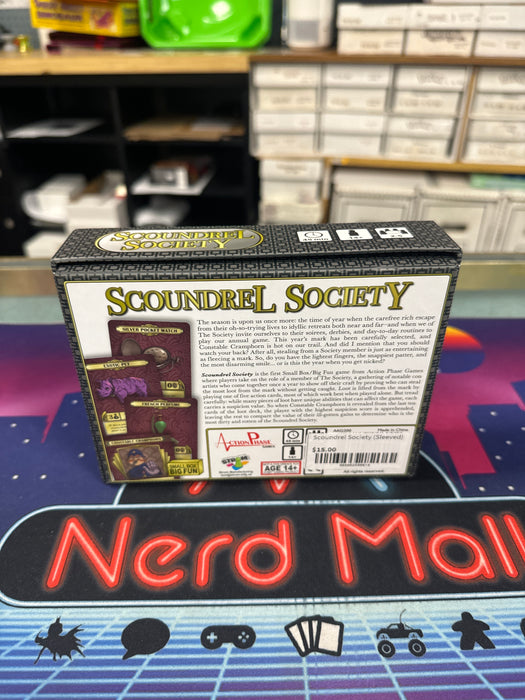 SCOUNDREL
SOCIETY
45 min
14+
SCOUNDREL SOCIETY
SILVER POCKET WATCH
The season is upon us once more: the time of year when the carefree rich escape
from their oh-so-trying lives to idyllic retreats both near and far—and when we of
The Society invite ourselves to their soirees, derbies, and day-to-day routines to
play our annual game. This year's mark has been carefully selected, and
Constable Cramphorn is hot on our trail. And did I mention that you should
watch your back? After all, stealing from a Society member is just as entertaining
as fleecing a mark. So, do you have the lightest fingers, the snappiest patter, and
the most disarming smile... or is this the year when you get nicked?
Scoundrel Society is the first Small Box/Big Fun game from Action Phase Games
where players take on the role of a member of The Society, a gathering of notable con
artists who come together once a year to show off their craft by proving who can steal
the most loot from the mark without getting caught. Loot is lifted from the mark by
playing one of five action cards, most of which work best when played alone. But tread
carefully: while many pieces of loot have unique abilities that can affect the game, each
carries a suspicion value. So when Constable Cramphorn is revealed from the last ten
cards of the loot deck, the player with the highest suspicion is apprehended,
leaving the rest to compare the value of their ill-gotten gains to determine who is the
most dirty and rotten of the Scoundrel Society.
EXOTIC PET
FRENCH PERFUME
SMALL BOX
BIG FUN
ACTION PHASE
GAMES
AGE 14+
Made in China
AAG200
Scoundrel Society (Sleeved)
$15.00
All rights reserved.
Nerd Mall